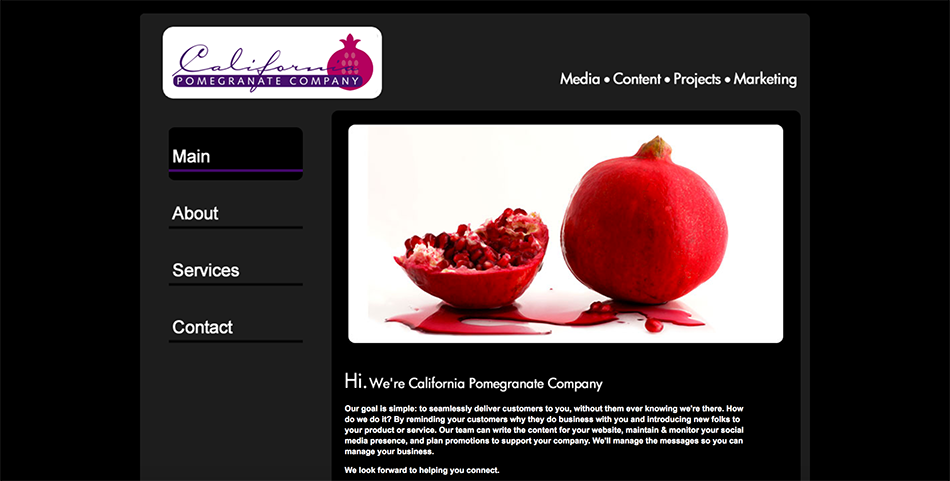 California
POMEGRANATE COMPANY
Media • Content • Projects • Marketing
Main
About
Services
Contact
Hi. We're California Pomegranate Company
Our goal is simple: to seamlessly deliver customers to you, without them ever knowing we're there. How
do we do it? By reminding your customers why they do business with you and introducing new folks to
your product or service. Our team can write the content for your website, maintain & monitor your social
media presence, and plan promotions to support your company. We'll manage the messages so you can
manage your business.
We look forward to helping you connect.